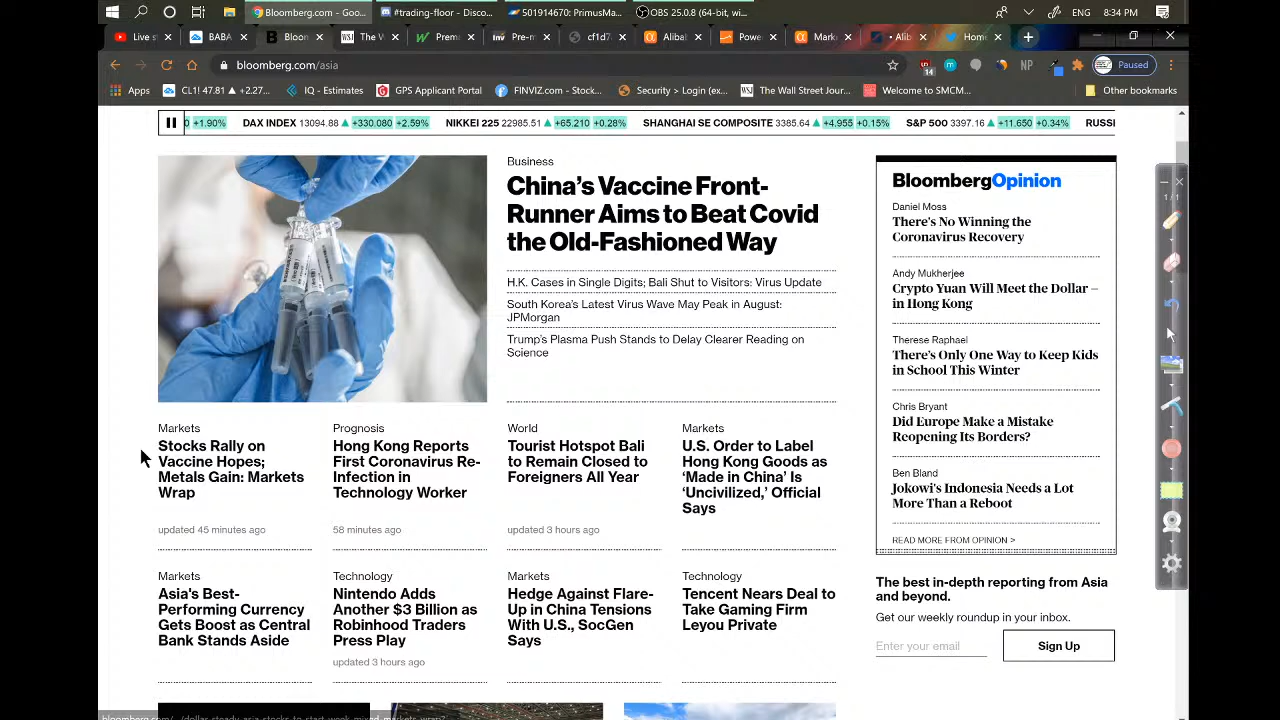 Bloomberg.com - Goo...
#trading-floor - Disco...
501914670: PrimusMa...
OBS 25.0.8 (64-bit, wi...
ENG
8:34 PM
Live s
BABA
Bloon
WSJ The V
Prem
inv Pre-m
cf1d7
Alibat
Powe
Mark
Alib
Home
bloomberg.com/asia
14
NP
Paused
Apps
CL1! 47.81 ▲ +2.27...
IQ - Estimates
GPS Applicant Portal
FINVIZ.com - Stock...
Security > Login (ex...
WSJ The Wall Street Jour...
Welcome to SMCM...
Other bookmarks
0 +1.90% DAX INDEX 13094.88 ▲ +330.080 +2.59% NIKKEI 225 22985.51 ▲ +65.210 +0.28% SHANGHAI SE COMPOSITE 3385.64 ▲ +4.955 +0.15% S&P 500 3397.16 ▲ +11.650 +0.34% RUSSI
Business
China's Vaccine Front-
Runner Aims to Beat Covid
the Old-Fashioned Way
H.K. Cases in Single Digits; Bali Shut to Visitors: Virus Update
South Korea's Latest Virus Wave May Peak in August:
JPMorgan
Trump's Plasma Push Stands to Delay Clearer Reading on
Science
BloombergOpinion
Daniel Moss
There's No Winning the
Coronavirus Recovery
Andy Mukherjee
Crypto Yuan Will Meet the Dollar –
in Hong Kong
Therese Raphael
There's Only One Way to Keep Kids
in School This Winter
Chris Bryant
Did Europe Make a Mistake
Reopening Its Borders?
Ben Bland
Jokowi's Indonesia Needs a Lot
More Than a Reboot
READ MORE FROM OPINION >
1/1
Markets
Stocks Rally on
Vaccine Hopes;
Metals Gain: Markets
Wrap
updated 45 minutes ago
Prognosis
Hong Kong Reports
First Coronavirus Re-
Infection in
Technology Worker
58 minutes ago
World
Tourist Hotspot Bali
to Remain Closed to
Foreigners All Year
updated 3 hours ago
Markets
U.S. Order to Label
Hong Kong Goods as
‘Made in China’ Is
‘Uncivilized,’ Official
Says
Markets
Asia's Best-
Performing Currency
Gets Boost as Central
Bank Stands Aside
Technology
Nintendo Adds
Another $3 Billion as
Robinhood Traders
Press Play
updated 3 hours ago
Markets
Hedge Against Flare-
Up in China Tensions
With U.S., SocGen
Says
Technology
Tencent Nears Deal to
Take Gaming Firm
Leyou Private
The best in-depth reporting from Asia
and beyond.
Get our weekly roundup in your inbox.
Enter your email
Sign Up